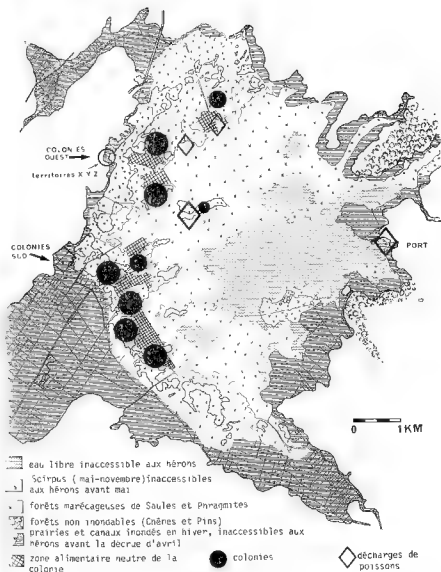 COLONIES
OUEST
territoires X Y Z
COLONIES
SUD
PORT
0 1KM
eau libre inaccessible aux hérons
Scirpus (mai-novembre)inaccessibles
aux hérons avant mai
forêts marécageuses de Saules et Phragmites
forêts non inondables (Chênes et Pins)
prairies et canaux inondés en hiver, inaccessibles aux
hérons avant la décrue d'avril
zone alimentaire neutre de la
colonie
colonies
décharges de
poissons